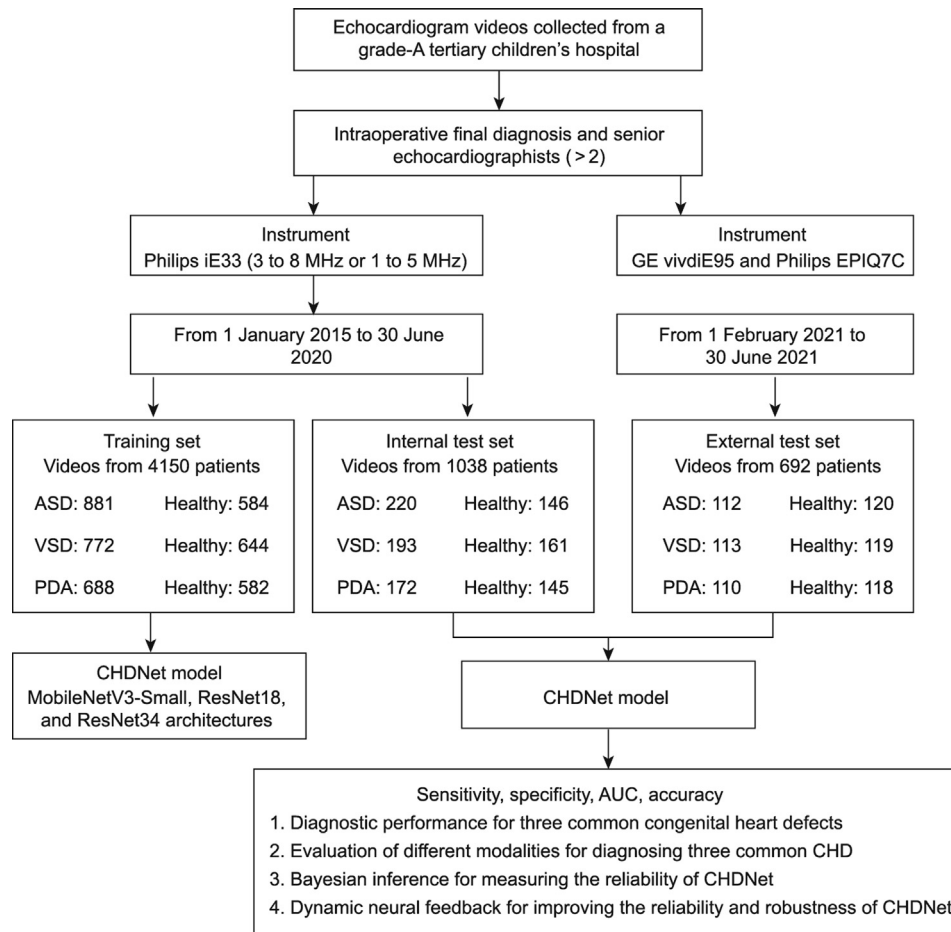 Echocardiogram videos collected from a
grade-A tertiary children's hospital
Intraoperative final diagnosis and senior
echocardiographists (>2)
Instrument
Philips iE33 (3 to 8 MHz or 1 to 5 MHz)
Instrument
GE vivdiE95 and Philips EPIQ7C
From 1 January 2015 to 30 June
2020
From 1 February 2021 to
30 June 2021
Training set
Videos from 4150 patients
ASD: 881 Healthy: 584
VSD: 772 Healthy: 644
PDA: 688 Healthy: 582
Internal test set
Videos from 1038 patients
ASD: 220 Healthy: 146
VSD: 193 Healthy: 161
PDA: 172 Healthy: 145
External test set
Videos from 692 patients
ASD: 112 Healthy: 120
VSD: 113 Healthy: 119
PDA: 110 Healthy: 118
CHDNet model
MobileNetV3-Small, ResNet18,
and ResNet34 architectures
CHDNet model
Sensitivity, specificity, AUC, accuracy
1. Diagnostic performance for three common congenital heart defects
2. Evaluation of different modalities for diagnosing three common CHD
3. Bayesian inference for measuring the reliability of CHDNet
4. Dynamic neural feedback for improving the reliability and robustness of CHDNet